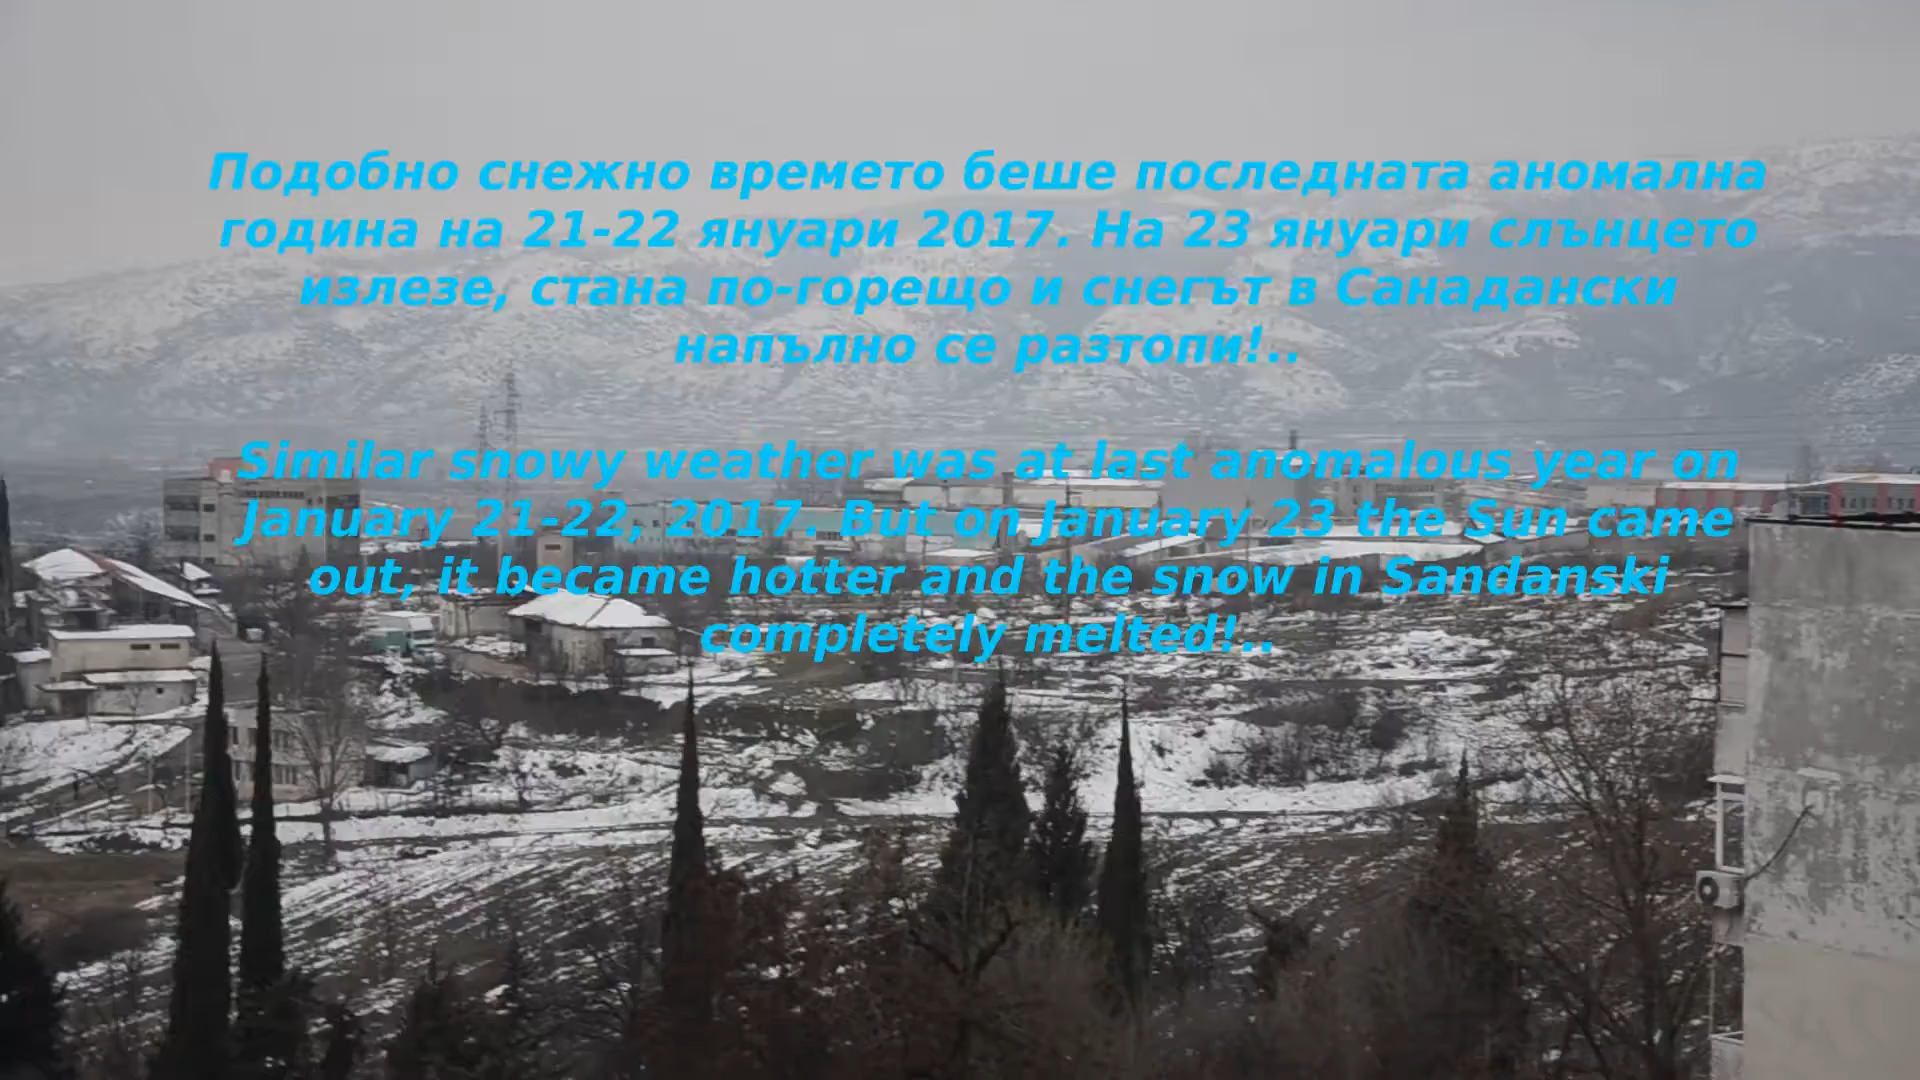 Подобно снежно времето беше последната аномална
година на 21-22 януари 2017. На 23 януари слънцето
излезе, стана по-горещо и снегът в Санадански
напълно се разтопи!..
Similar snowy weather was at last anomalous year on
January 21-22, 2017. But on January 23 the Sun came
out, it became hotter and the snow in Sandanski
completely melted!..